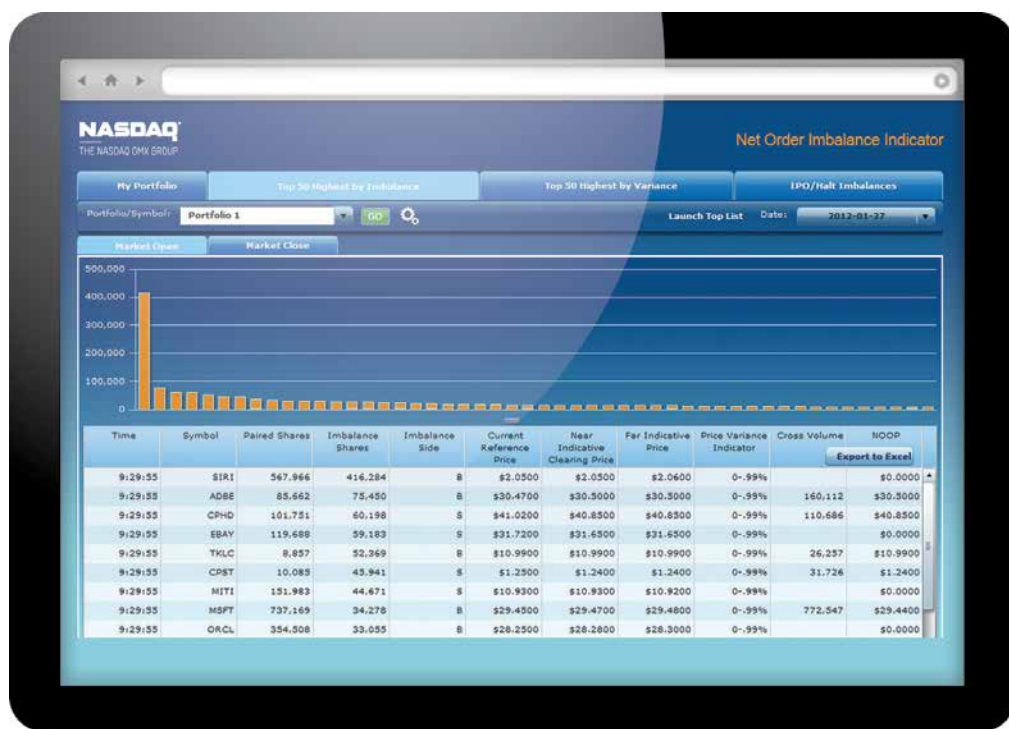 NASDAQ
THE NASDAQ OMX GROUP
Net Order Imbalance Indicator
My Portfolio Top 50 Highest by Imbalance Top 50 Highest by Variance IPO/Halt Imbalances
Portfolio/Symbol: Portfolio 1 GO Launch Top List Date: 2012-01-27
Market Open Market Close
500,000
400,000
300,000
200,000
100,000
0
Time Symbol Paired Shares Imbalance Shares Imbalance Side Current Reference Price Near Indicative Clearing Price Far Indicative Price Price Variance Indicator Cross Volume NOOP
Export to Excel
9:29:55 SIRI 567,966 416,284 B $2.0500 $2.0500 $2.0600 0-.99% $0.0000
9:29:55 ADBE 85,662 75,450 B $30.4700 $30.5000 $30.5000 0-.99% 160,112 $30.5000
9:29:55 CPHD 101,751 60,198 S $41.0200 $40.8500 $40.8500 0-.99% 110,686 $40.8500
9:29:55 EBAY 119,688 59,183 S $31.7200 $31.6500 $31.6500 0-.99% $0.0000
9:29:55 TKLC 8,857 52,369 B $10.9900 $10.9900 $10.9900 0-.99% 26,257 $10.9900
9:29:55 CPST 10,085 45,941 S $1.2500 $1.2400 $1.2400 0-.99% 31,726 $1.2400
9:29:55 MITI 151,983 44,671 S $10.9300 $10.9300 $10.9200 0-.99% $0.0000
9:29:55 MSFT 737,169 34,278 B $29.4500 $29.4700 $29.4800 0-.99% 772,547 $29.4400
9:29:55 ORCL 354,508 33,055 B $28.2500 $28.2800 $28.3000 0-.99% $0.0000